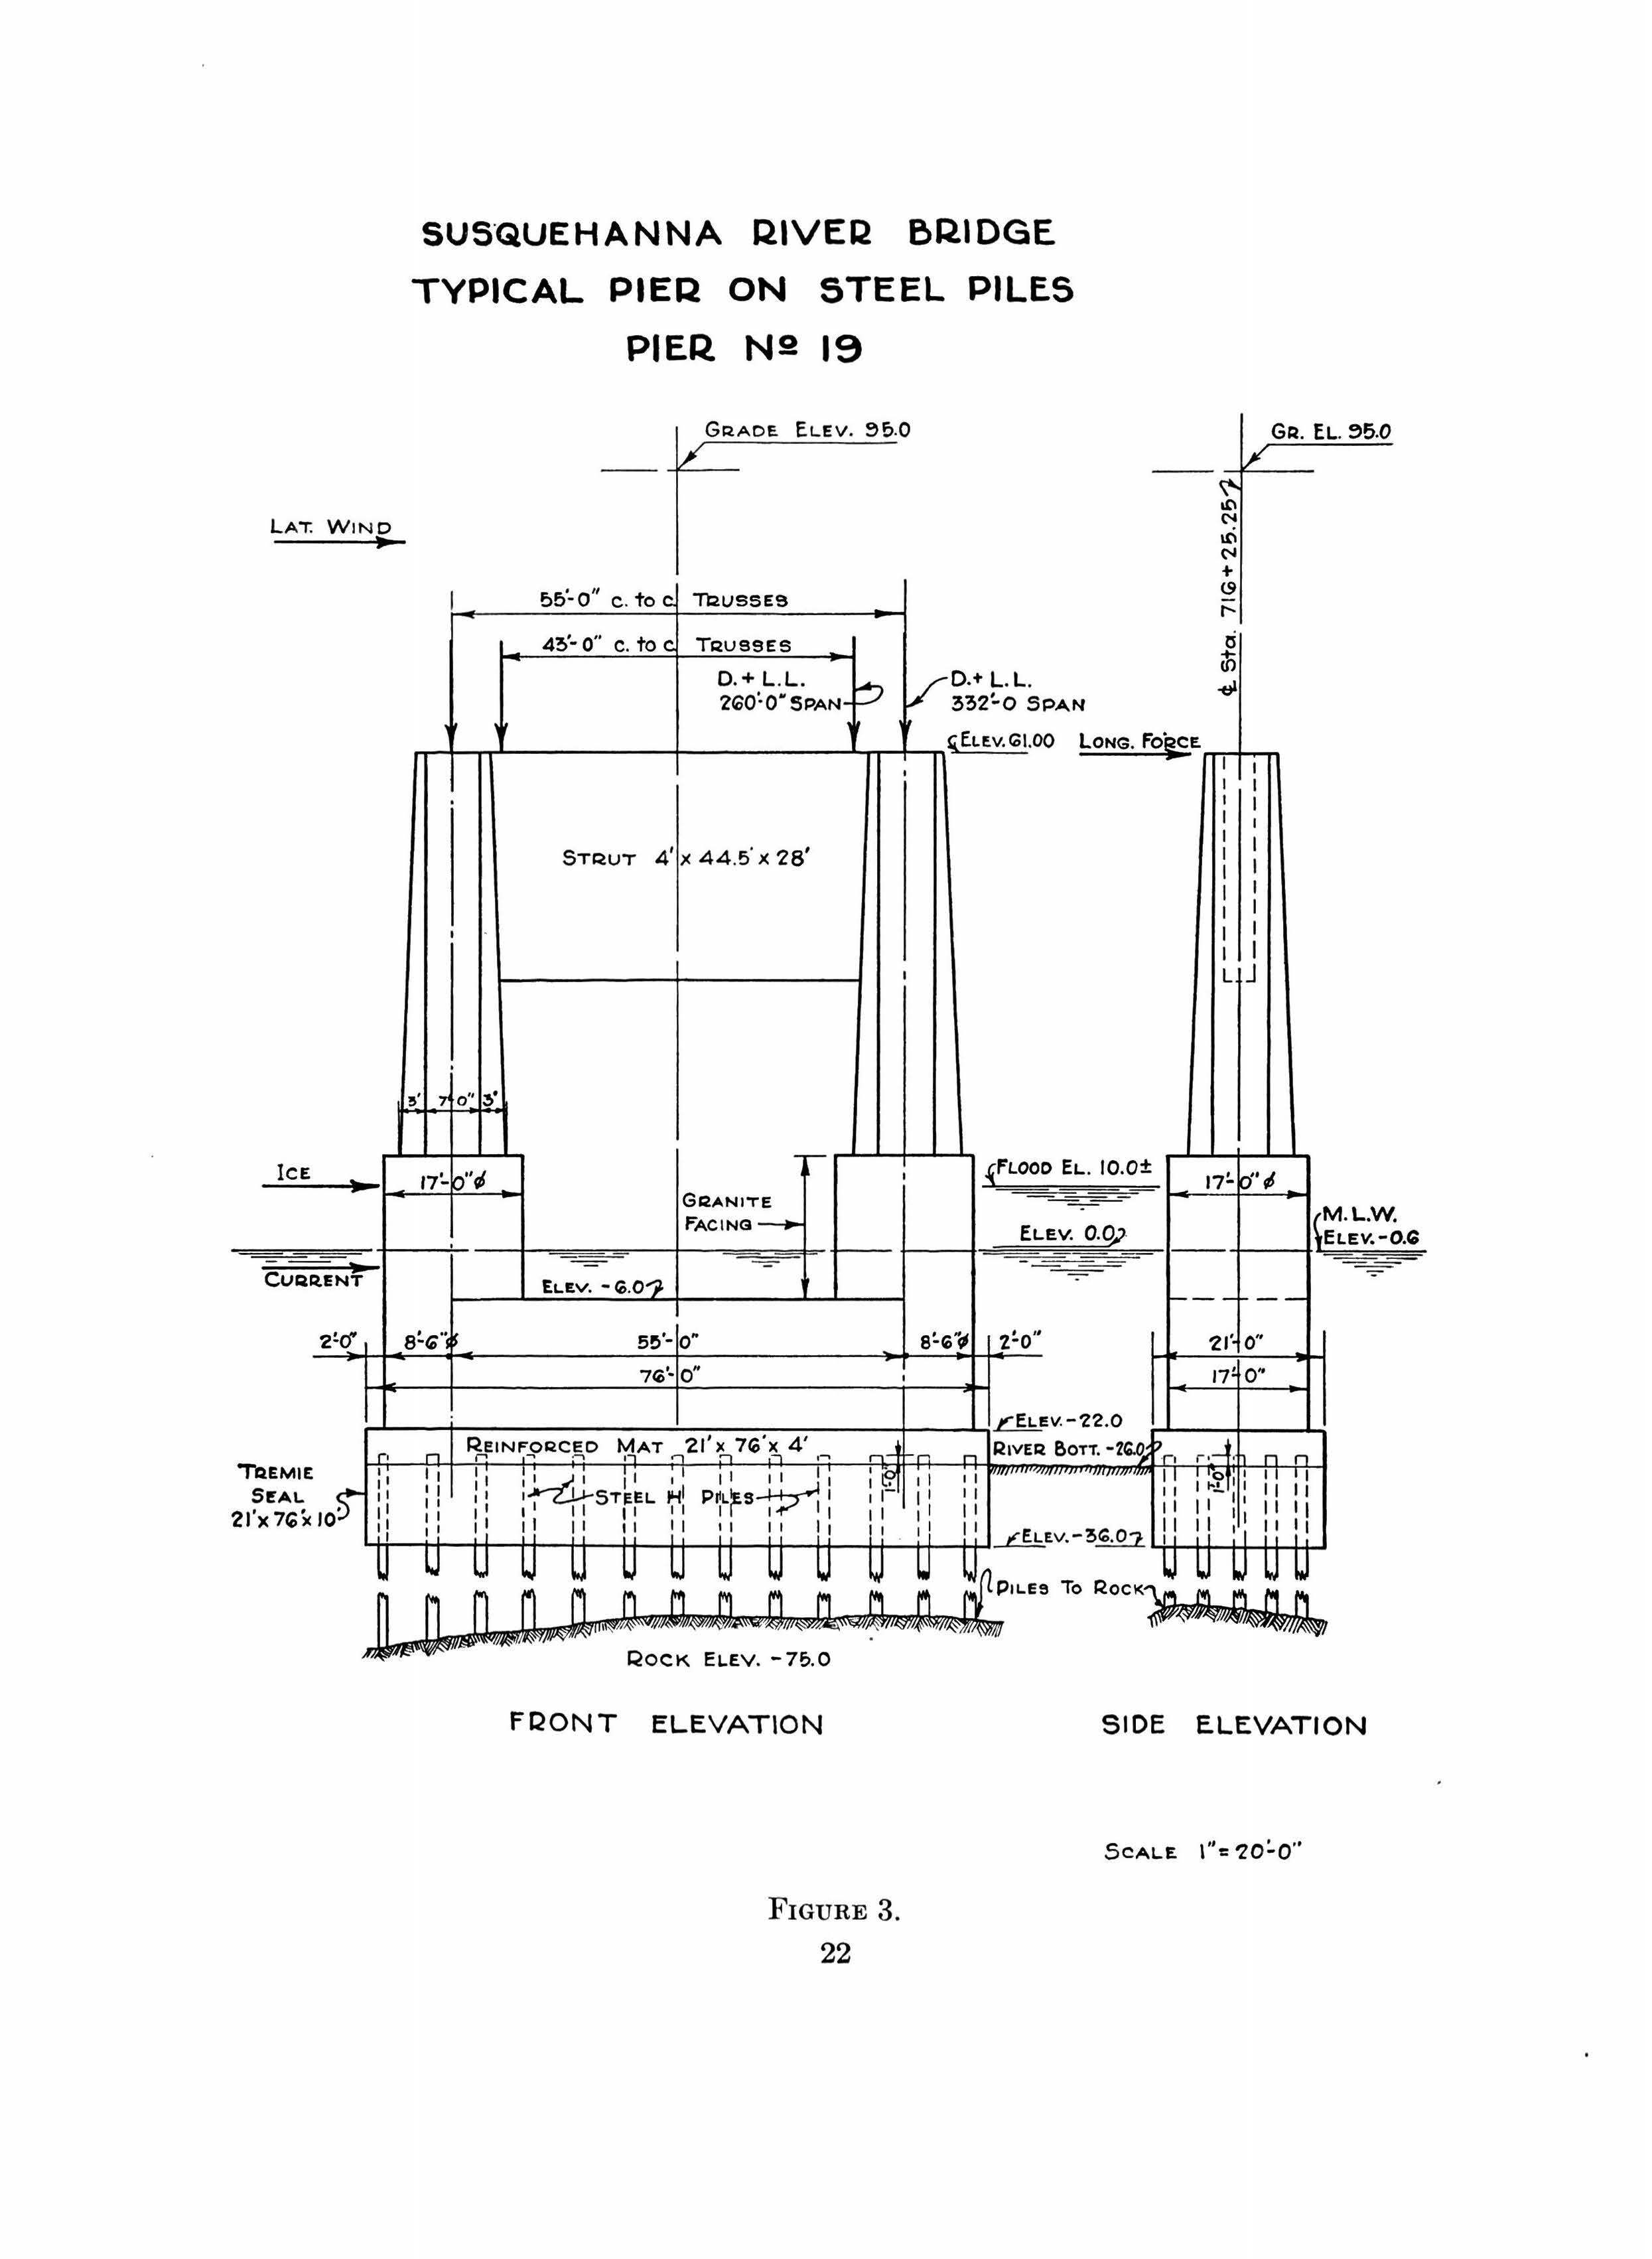 SUSQUEHANNA RIVER BRIDGE
TYPICAL PIER ON STEEL PILES
PIER Nº 19
GRADE ELEV. 95.0
GR. EL. 95.0
LAT. WIND
℄ Sta. 716+25.25
55'-0" c. to c. TRUSSES
43'-0" c. to c. TRUSSES
D. + L.L.
260'-0" SPAN
D. + L.L.
332'-0 SPAN
ELEV. 61.00
LONG. FORCE
STRUT 4' x 44.5' x 28'
3' 7'-0" 3'
ICE
17'-0"⌀
GRANITE
FACING
FLOOD EL. 10.0±
17'-0"⌀
M.L.W.
ELEV. -0.6
ELEV. 0.0
CURRENT
ELEV. -6.0
2'-0" 8'-6"⌀ 55'-0" 8'-6"⌀ 2'-0"
21'-0"
76'-0"
17'-0"
ELEV. -22.0
REINFORCED MAT 21' x 76' x 4'
RIVER BOTT. -26.0
TREMIE
SEAL
21' x 76' x 10'
1'-0"
1'-0"
STEEL H PILES
ELEV. -36.0
PILES TO ROCK
ROCK ELEV. -75.0
FRONT ELEVATION
SIDE ELEVATION
SCALE 1" = 20'-0"
FIGURE 3.
22